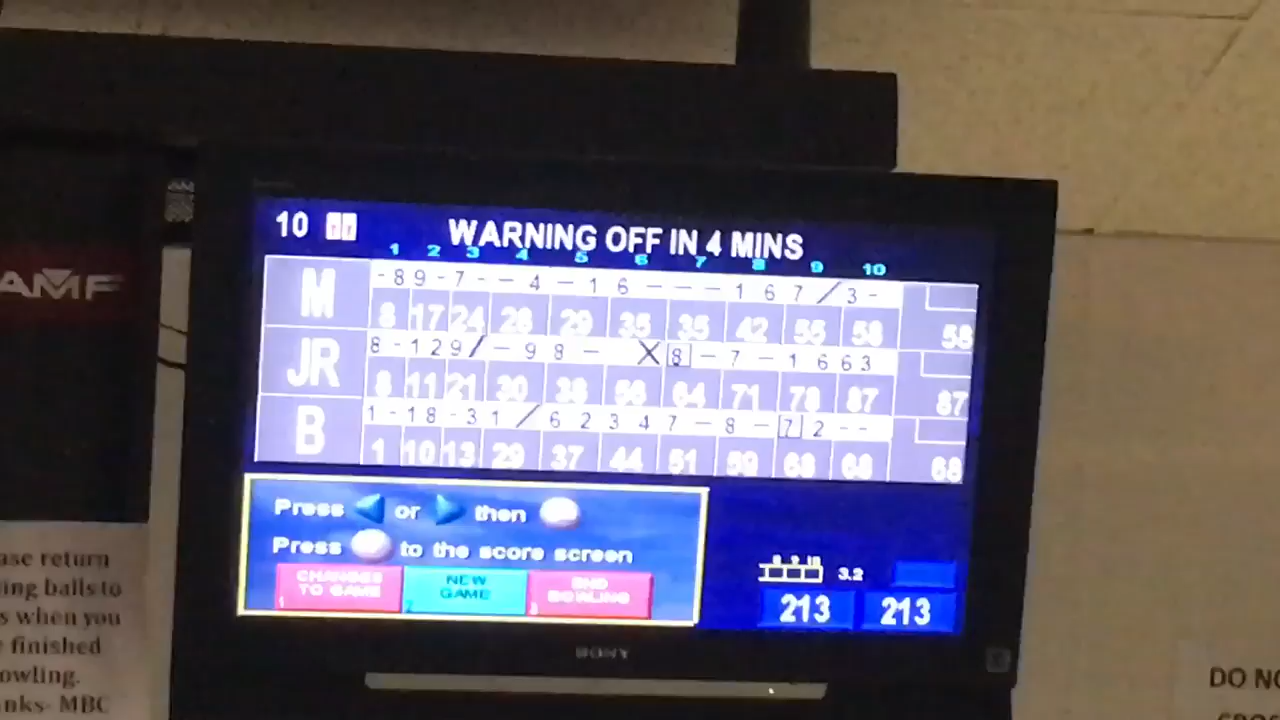 10 WARNING OFF IN 4 MINS
1 2 3 4 5 6 7 8 9 10
M - 8 9 - 7 - - 4 - 1 6 - - - 1 6 7 / 3 -
8 17 24 28 29 35 35 42 55 58 58
JR 8 - 1 2 9 / - 9 8 - X 8 - 7 - 1 6 6 3
8 11 21 30 38 56 64 71 78 87 87
B 1 - 1 8 - 3 1 / 6 2 3 4 7 - 8 - 7 2 - -
1 10 13 29 37 44 51 59 68 68 68
Press or then
Press to the score screen
CHANGES TO GAME
1
NEW GAME
2
END BOWLING
3
8 9 10
3.2
213 213
SONY
AMF
ase return
ing balls to
s when you
finished
owling.
nks- MBC
DO NO